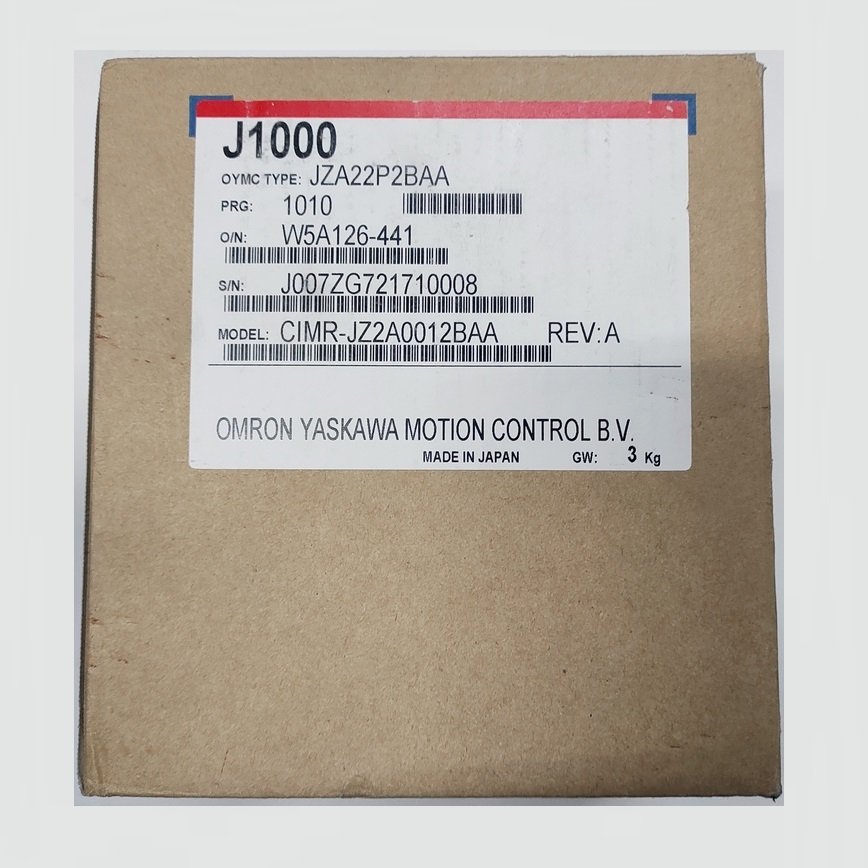 J1000
OYMC TYPE: JZA22P2BAA
PRG: 1010
O/N: W5A126-441
S/N: J007ZG721710008
MODEL: CIMR-JZ2A0012BAA REV:A
OMRON YASKAWA MOTION CONTROL B.V.
MADE IN JAPAN GW: 3 Kg